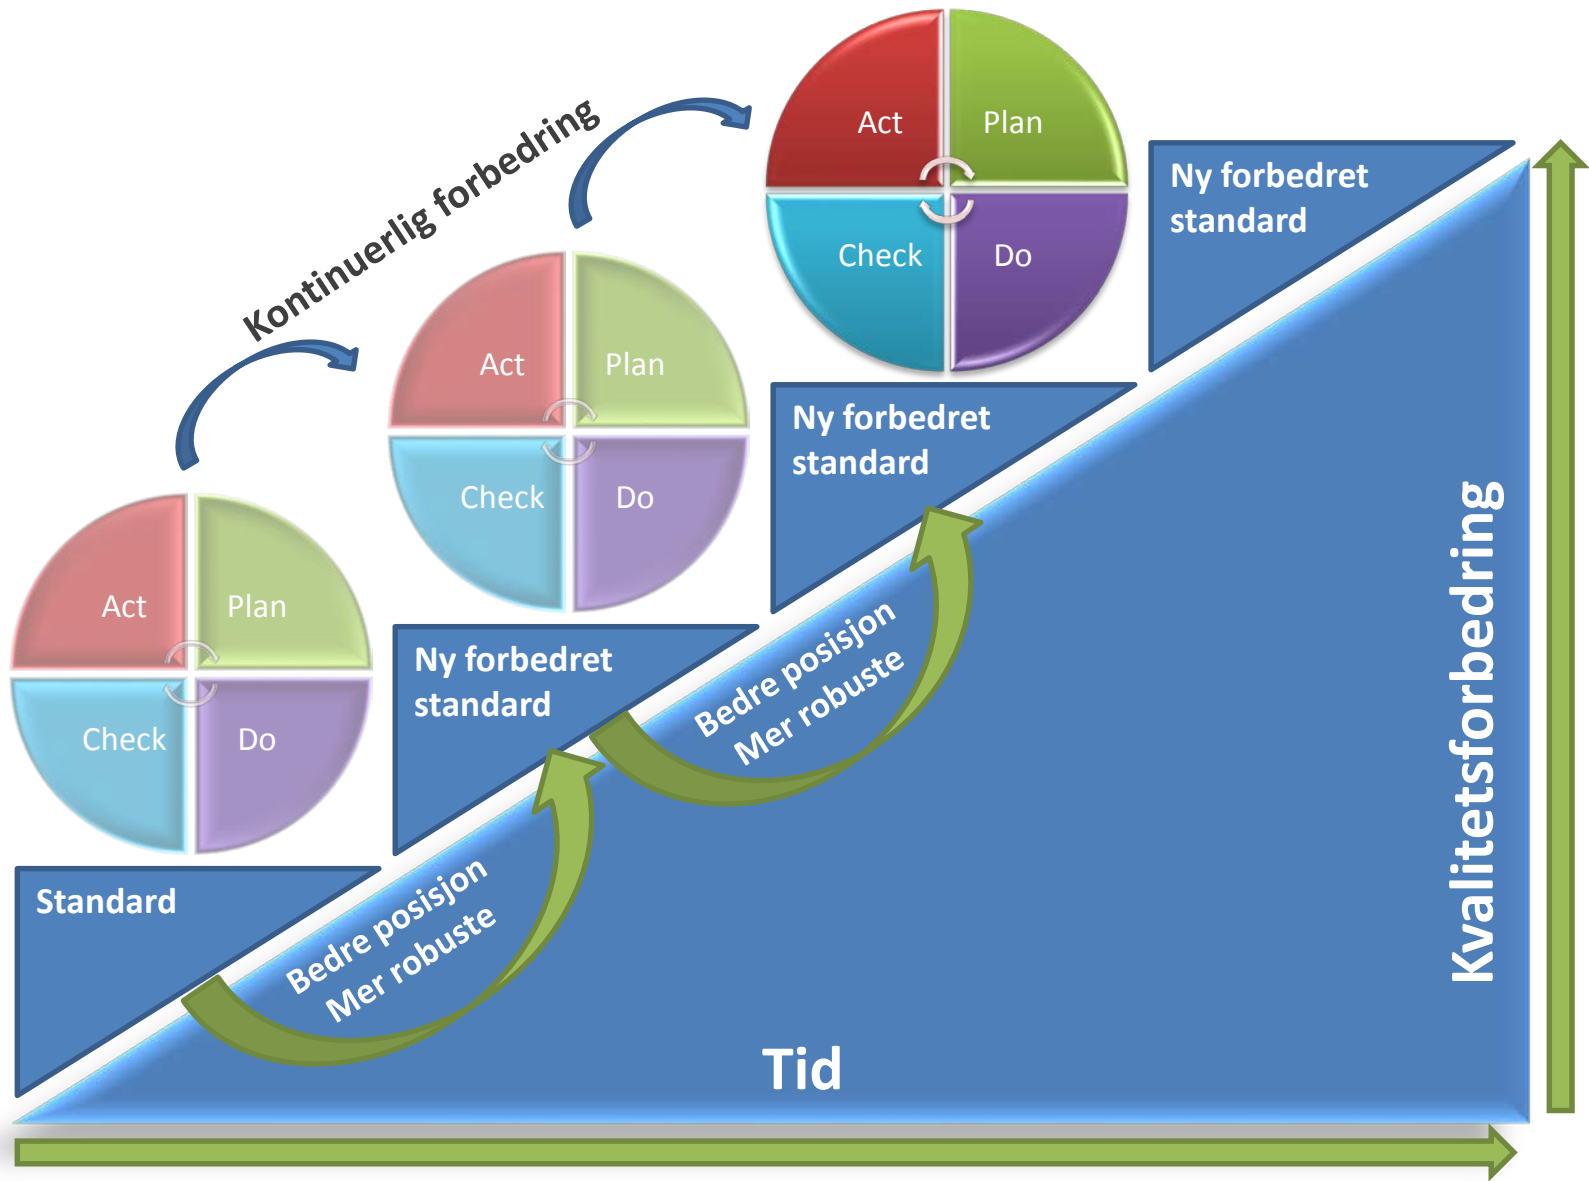 Kontinuerlig forbedring
Act
Plan
Check
Do
Act
Plan
Check
Do
Act
Plan
Check
Do
Ny forbedret
standard
Ny forbedret
standard
Ny forbedret
standard
Standard
Bedre posisjon
Mer robuste
Bedre posisjon
Mer robuste
Kvalitetsforbedring
Tid